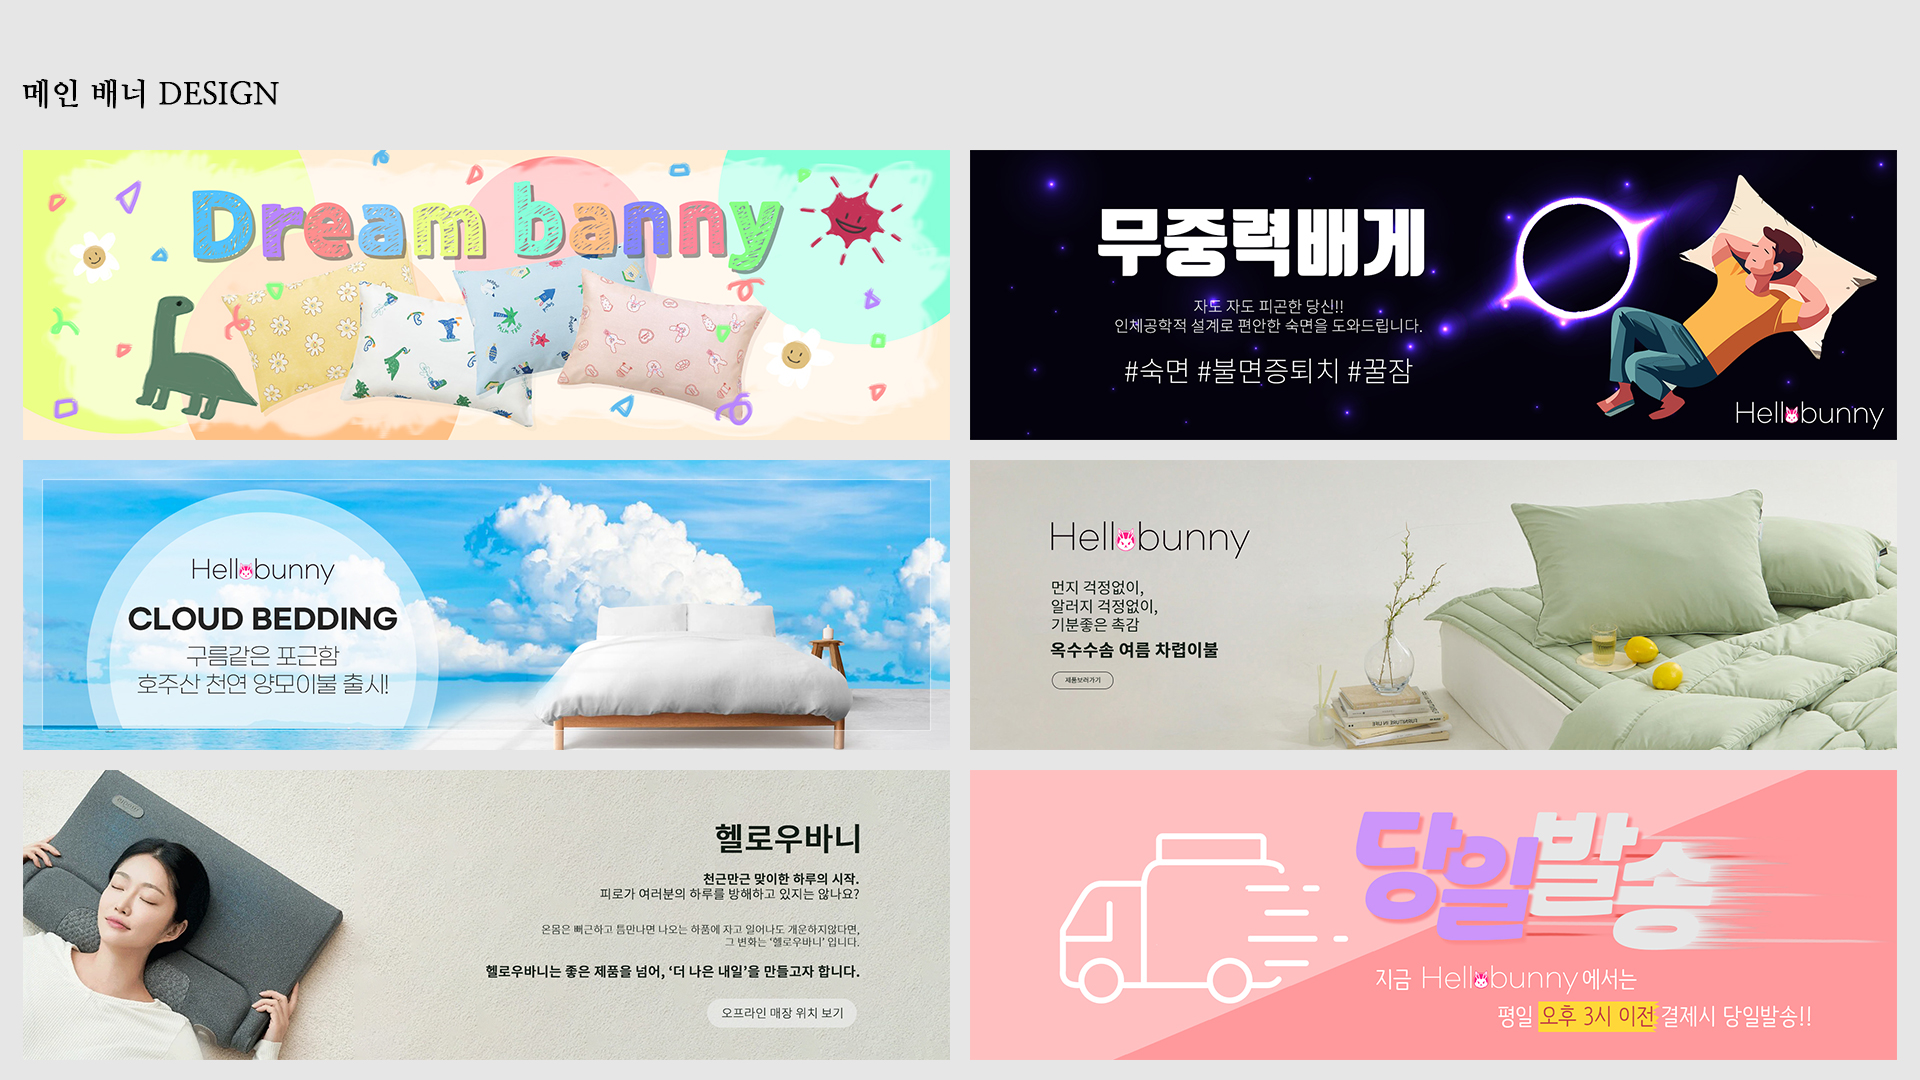 메인 배너 DESIGN
Dream banny
무중력배게
자도 자도 피곤한 당신!!
인체공학적 설계로 편안한 숙면을 도와드립니다.
#숙면 #불면증퇴치 #꿀잠
Hellobunny
Hellobunny
CLOUD BEDDING
구름같은 포근함
호주산 천연 양모이불 출시!
Hellobunny
먼지 걱정없이,
알러지 걱정없이,
기분좋은 촉감
옥수수솜 여름 차렵이불
제품보러가기
헬로우바니
천근만근 맞이한 하루의 시작.
피로가 여러분의 하루를 방해하고 있지는 않나요?
온몸은 뻐근하고 틈만나면 나오는 하품에 자고 일어나도 개운하지않다면,
그 변화는 '헬로우바니' 입니다.
헬로우바니는 좋은 제품을 넘어, '더 나은 내일'을 만들고자 합니다.
오프라인 매장 위치 보기
당일발송
지금 Hellobunny에서는
평일 오후 3시 이전 결제시 당일발송!!